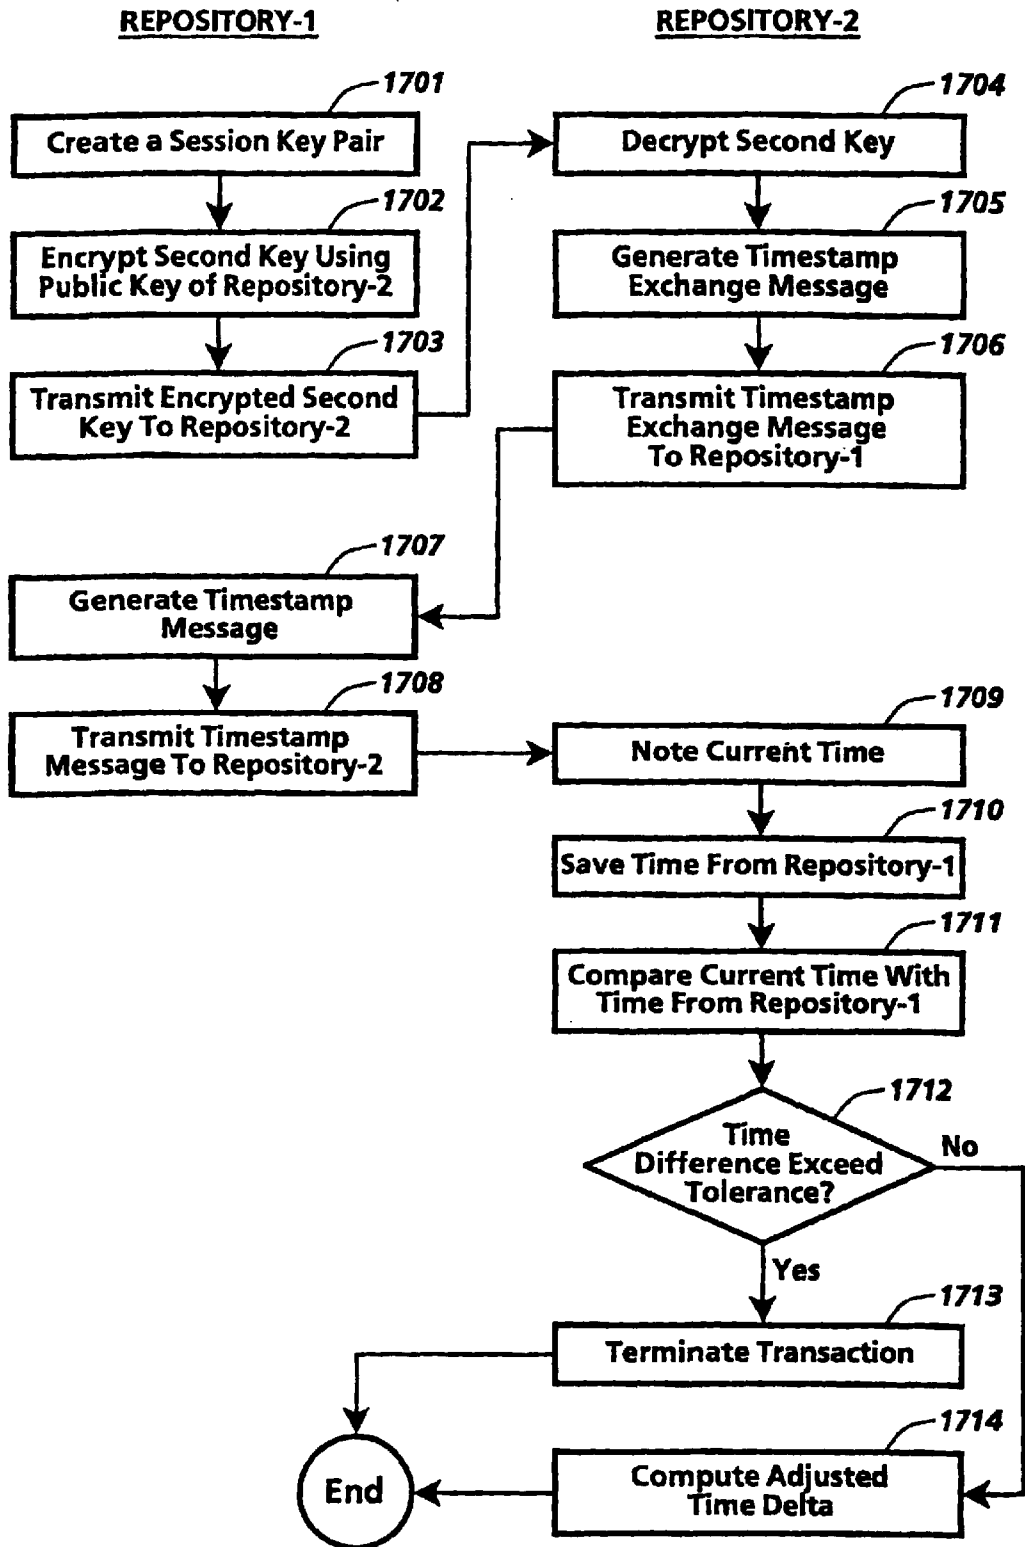 REPOSITORY-1
REPOSITORY-2
1701
Create a Session Key Pair
1702
Encrypt Second Key Using
Public Key of Repository-2
1703
Transmit Encrypted Second
Key To Repository-2
1704
Decrypt Second Key
1705
Generate Timestamp
Exchange Message
1706
Transmit Timestamp
Exchange Message
To Repository-1
1707
Generate Timestamp
Message
1708
Transmit Timestamp
Message To Repository-2
1709
Note Current Time
1710
Save Time From Repository-1
1711
Compare Current Time With
Time From Repository-1
1712
Time
Difference Exceed
Tolerance?
No
Yes
1713
Terminate Transaction
1714
Compute Adjusted
Time Delta
End